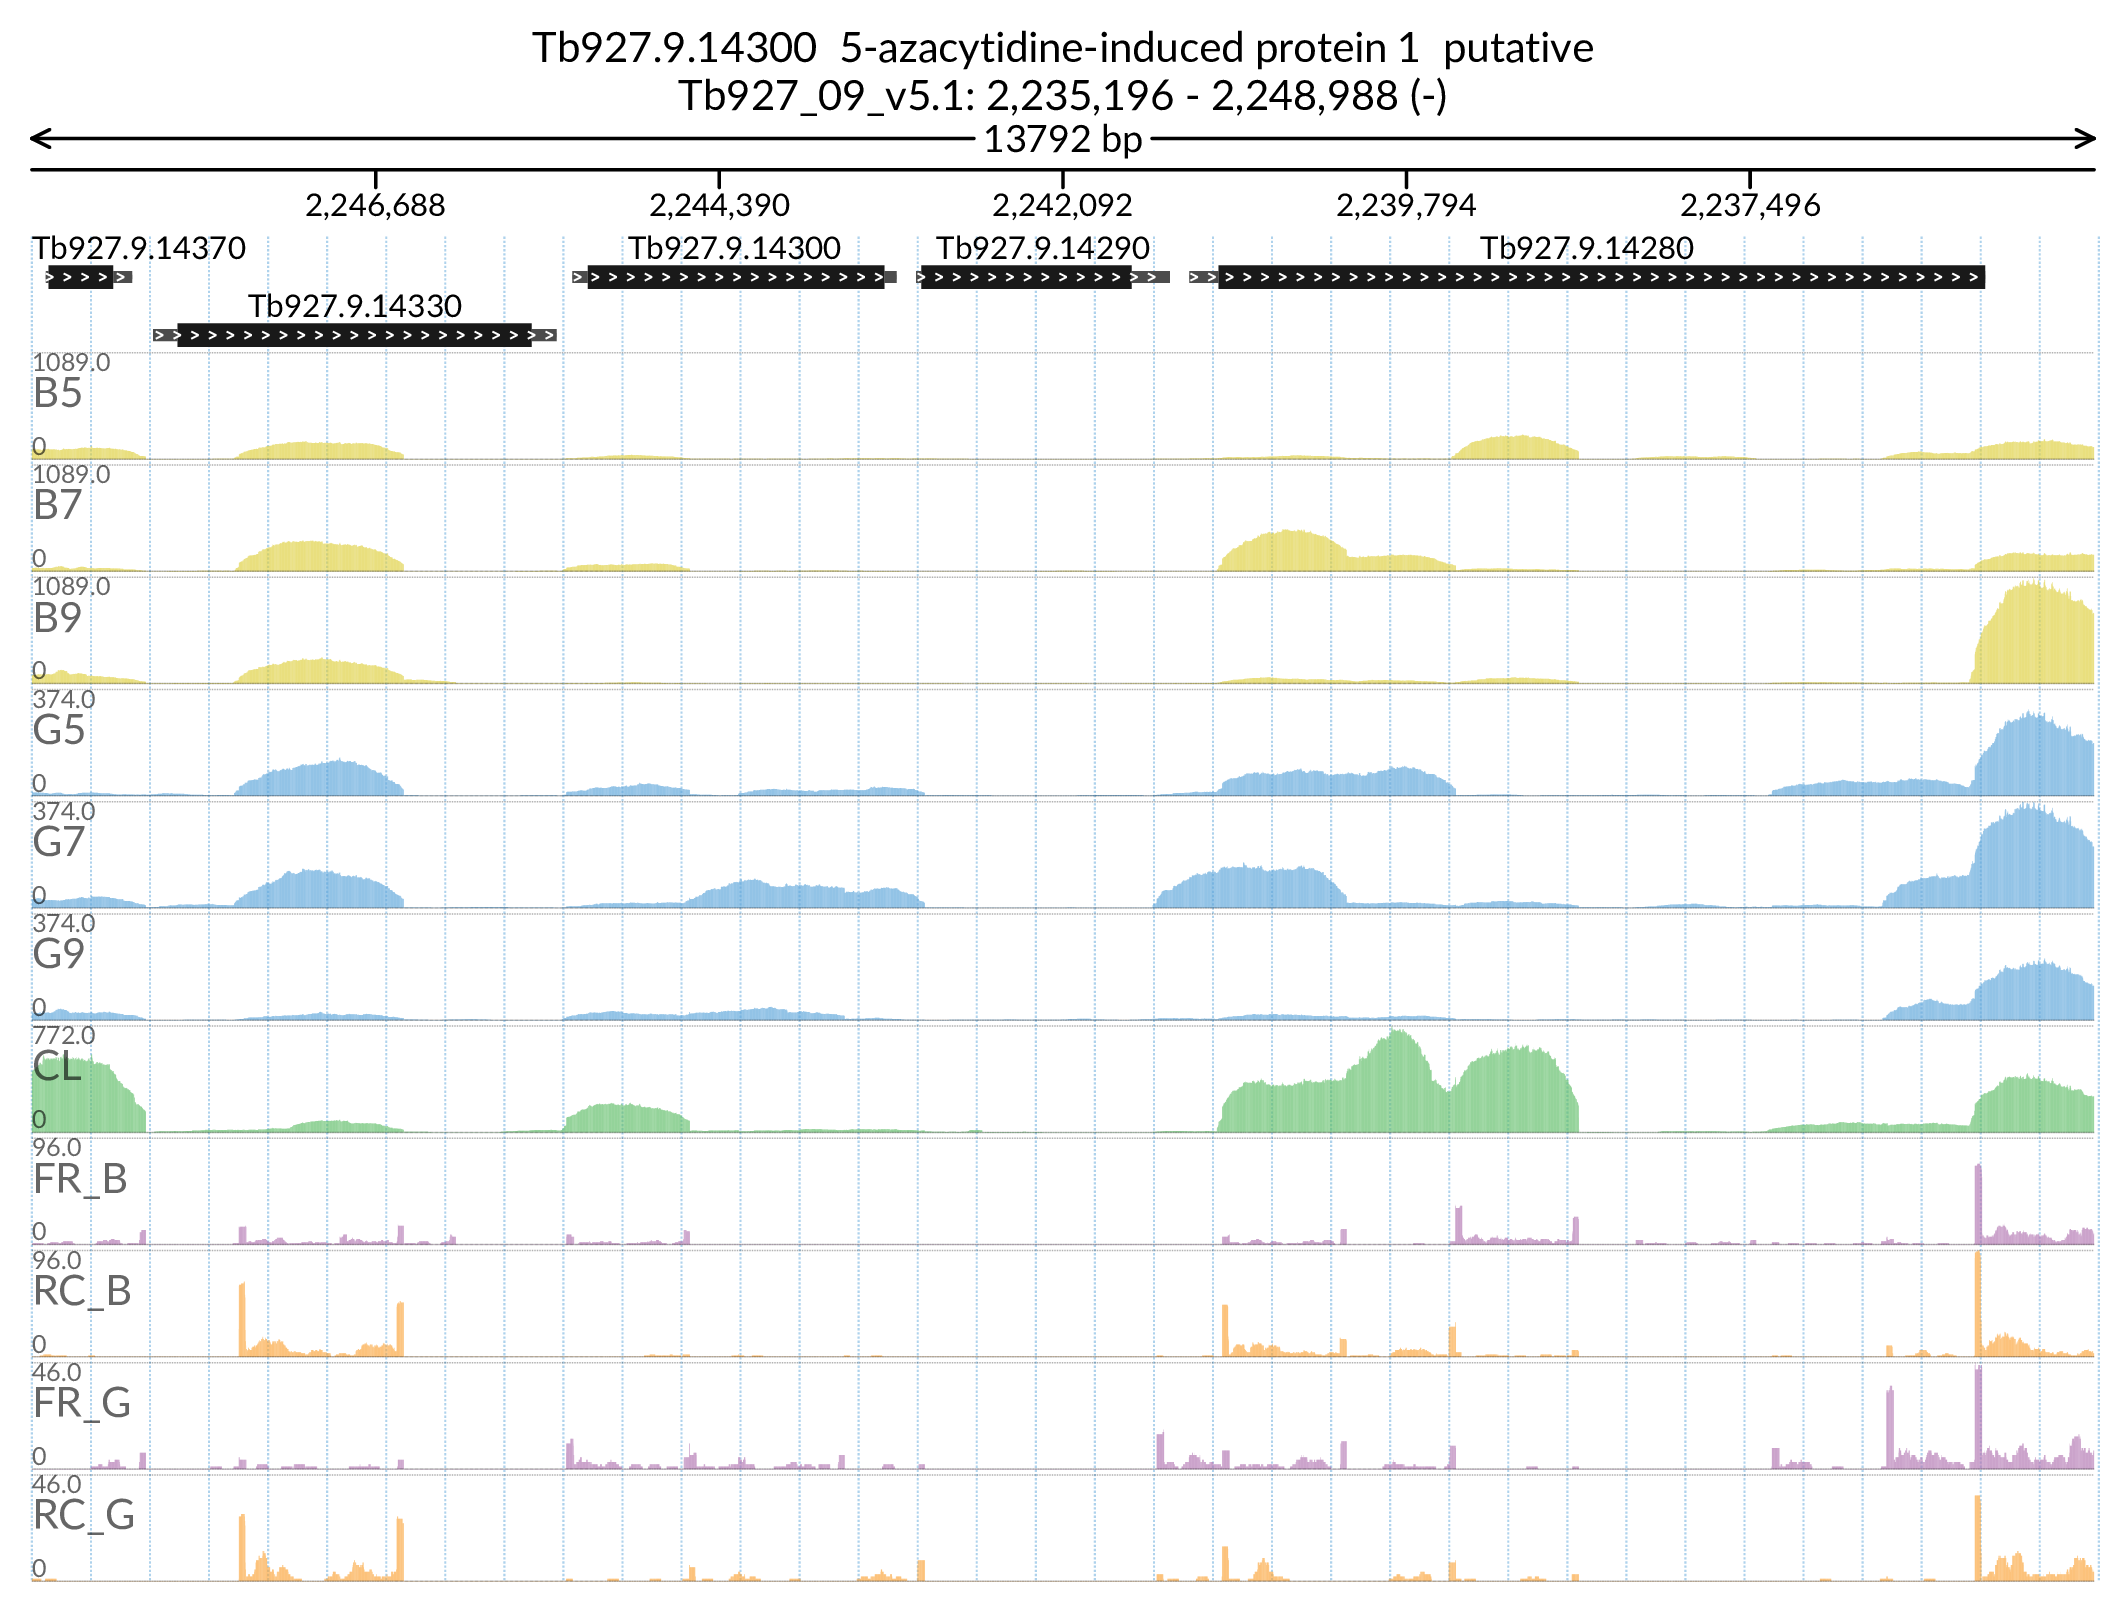 Tb927.9.14300  5-azacytidine-induced protein 1  putative
Tb927_09_v5.1: 2,235,196 - 2,248,988 (-)
13792 bp
2,246,688 2,244,390 2,242,092 2,239,794 2,237,496
Tb927.9.14370 Tb927.9.14300 Tb927.9.14290 Tb927.9.14280
Tb927.9.14330
1089.0
B5
0
1089.0
B7
0
1089.0
B9
0
374.0
G5
0
374.0
G7
0
374.0
G9
0
772.0
CL
0
96.0
FR_B
0
96.0
RC_B
0
46.0
FR_G
0
46.0
RC_G
0